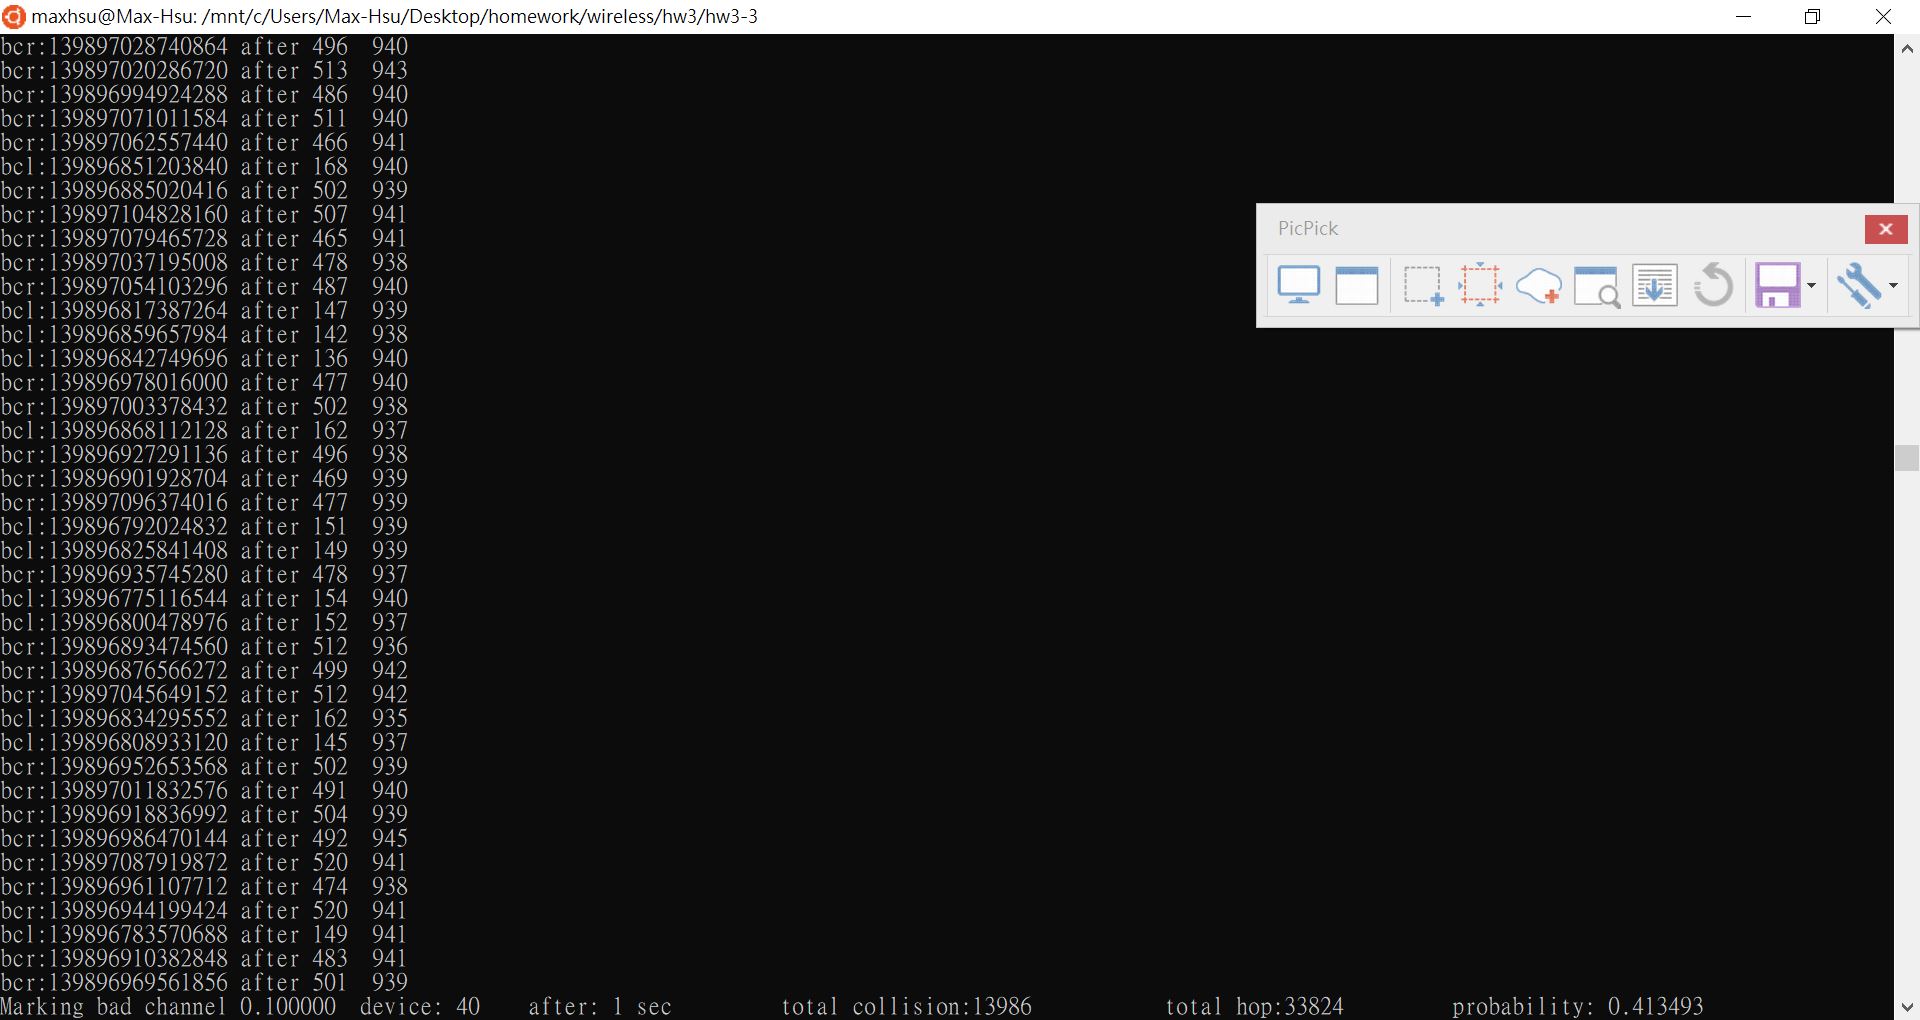 maxhsu@Max-Hsu: /mnt/c/Users/Max-Hsu/Desktop/homework/wireless/hw3/hw3-3
bcr:139897028740864 after 496  940
bcr:139897020286720 after 513  943
bcr:139896994924288 after 486  940
bcr:139897071011584 after 511  940
bcr:139897062557440 after 466  941
bcl:139896851203840 after 168  940
bcr:139896885020416 after 502  939
bcr:139897104828160 after 507  941
bcr:139897079465728 after 465  941
bcr:139897037195008 after 478  938
bcr:139897054103296 after 487  940
bcl:139896817387264 after 147  939
bcl:139896859657984 after 142  938
bcl:139896842749696 after 136  940
bcr:139896978016000 after 477  940
bcr:139897003378432 after 502  938
bcl:139896868112128 after 162  937
bcr:139896927291136 after 496  938
bcr:139896901928704 after 469  939
bcr:139897096374016 after 477  939
bcl:139896792024832 after 151  939
bcl:139896825841408 after 149  939
bcr:139896935745280 after 478  937
bcl:139896775116544 after 154  940
bcl:139896800478976 after 152  937
bcr:139896893474560 after 512  936
bcr:139896876566272 after 499  942
bcr:139897045649152 after 512  942
bcl:139896834295552 after 162  935
bcl:139896808933120 after 145  937
bcr:139896952653568 after 502  939
bcr:139897011832576 after 491  940
bcr:139896918836992 after 504  939
bcr:139896986470144 after 492  945
bcr:139897087919872 after 520  941
bcr:139896961107712 after 474  938
bcr:139896944199424 after 520  941
bcl:139896783570688 after 149  941
bcr:139896910382848 after 483  941
bcr:139896969561856 after 501  939
Marking bad channel 0.100000  device: 40    after: 1 sec         total collision:13986           total hop:33824         probability: 0.413493
PicPick